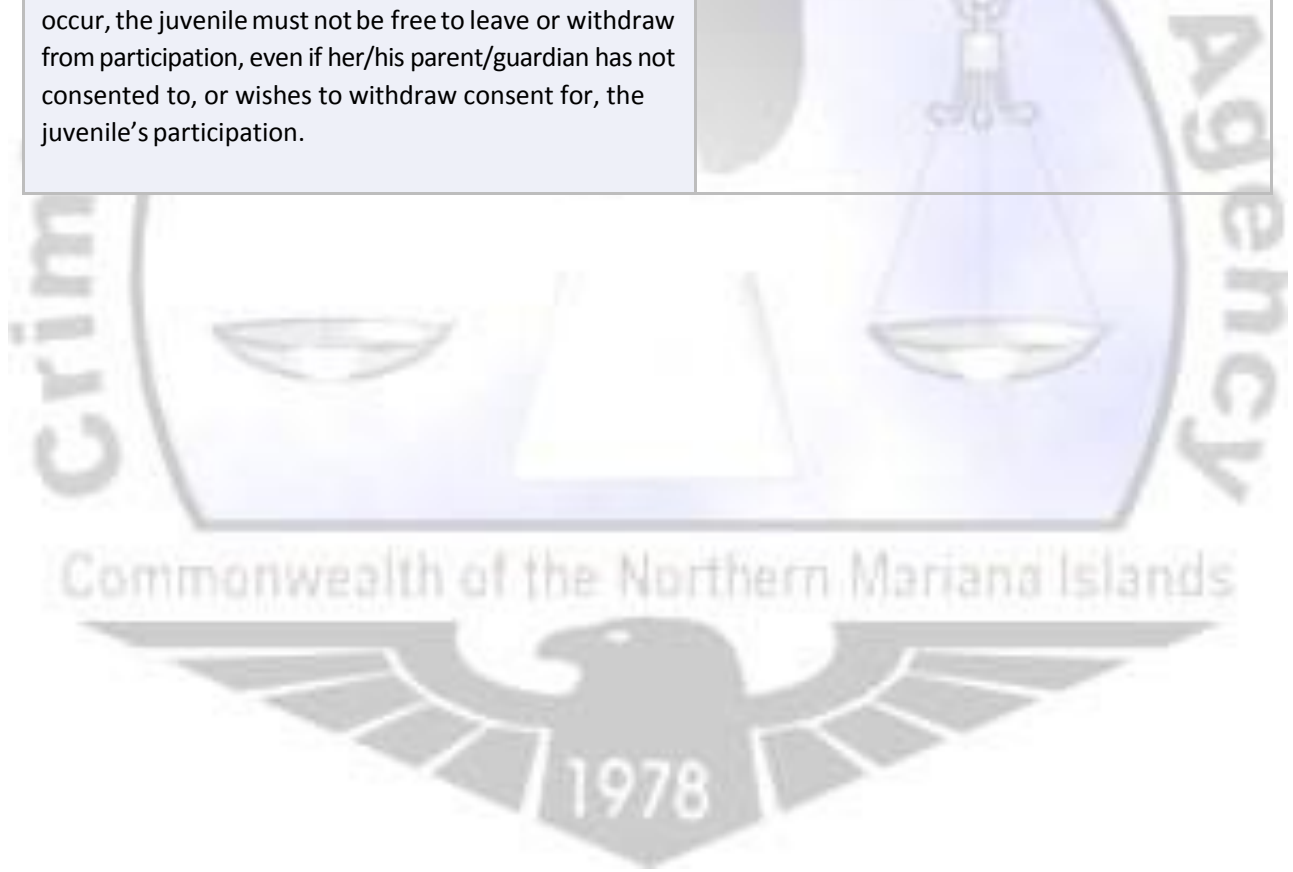 occur, the juvenile must not be free to leave or withdraw
from participation, even if her/his parent/guardian has not
consented to, or wishes to withdraw consent for, the
juvenile's participation.
Crim
Agency
Commonwealth of the Northern Mariana Islands
1978